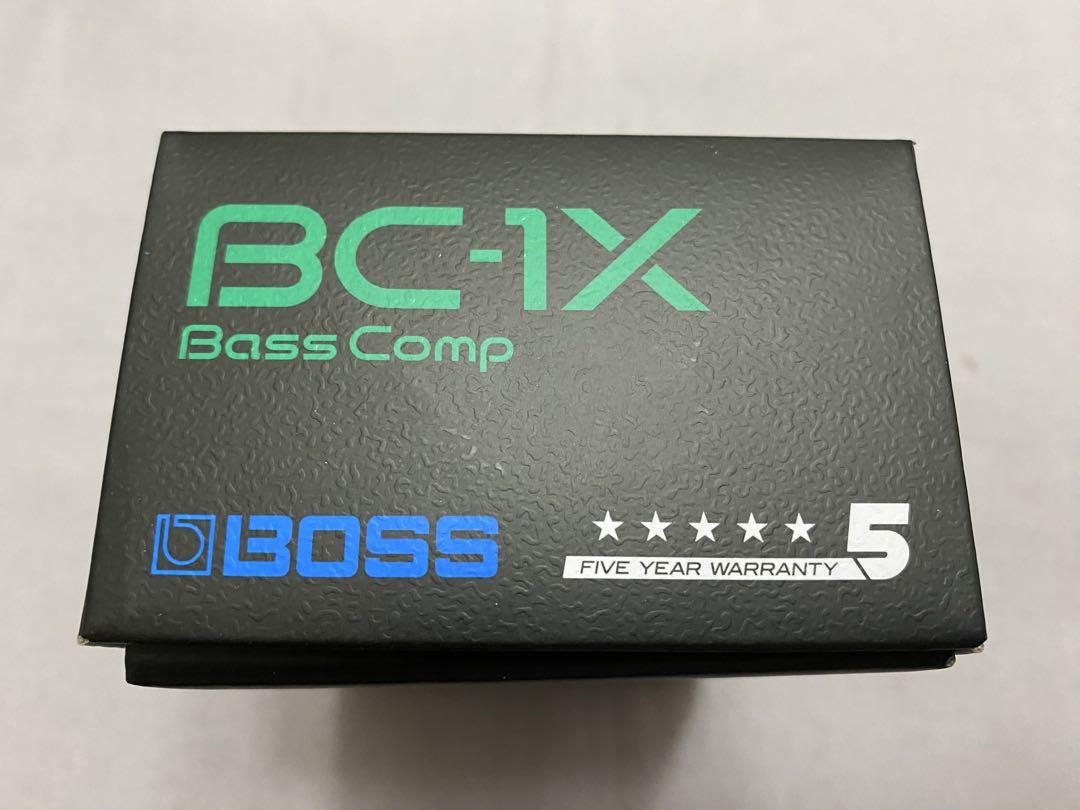 BC-1X
Bass Comp
BOSS
5
FIVE YEAR WARRANTY